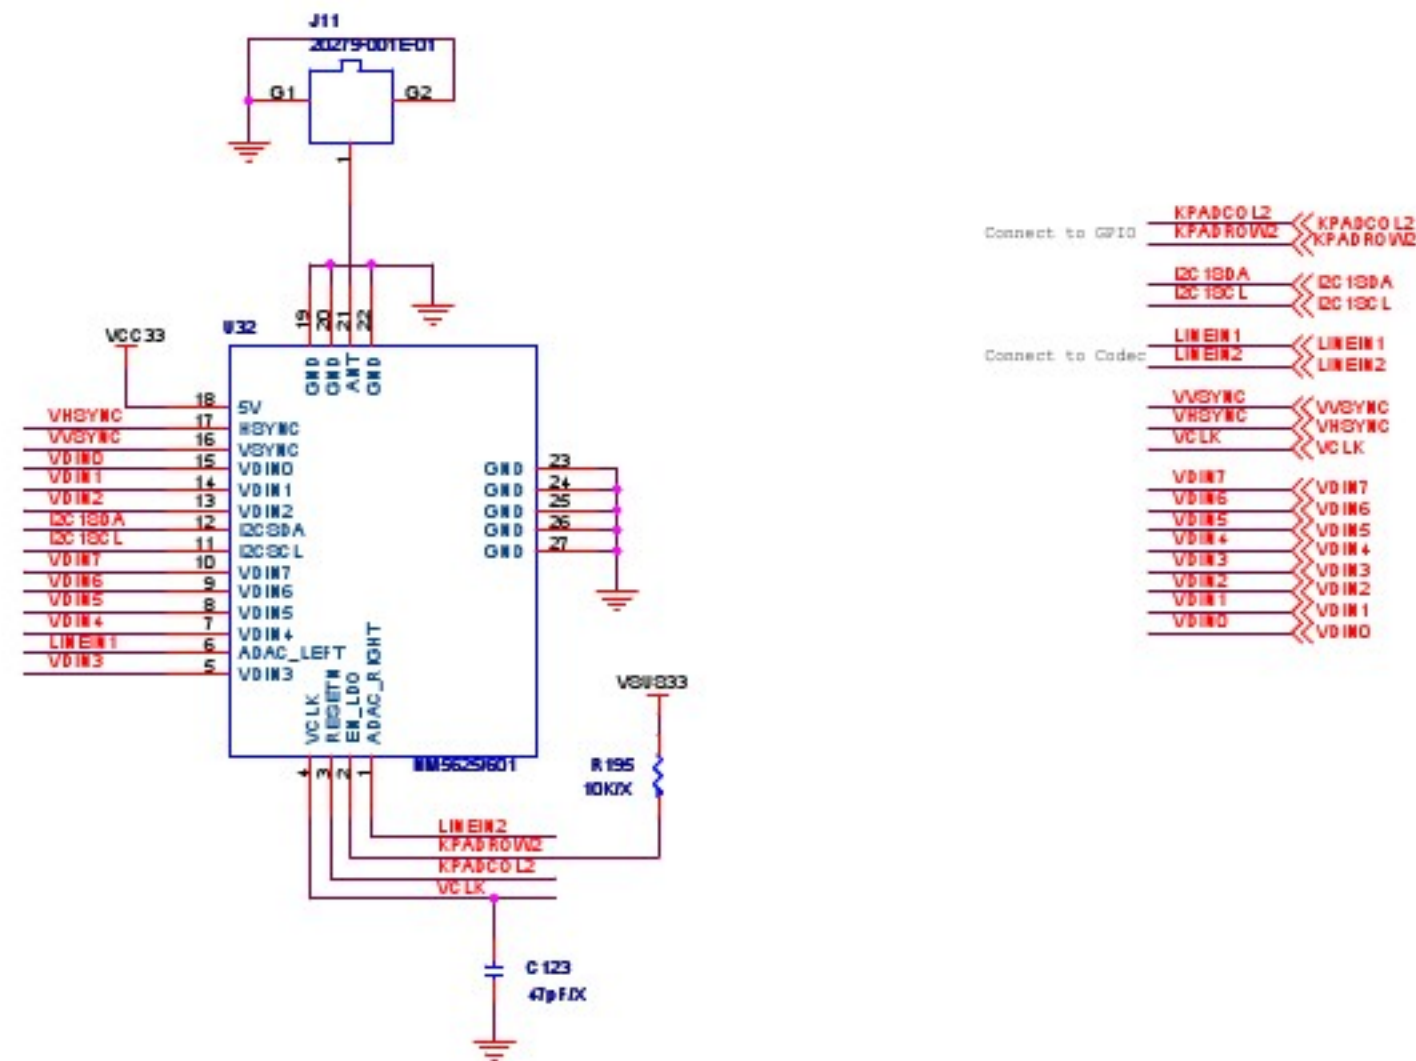 J11
20279-001E-01
G1
G2
1
19
20
21
22
U32
VCC33
GND
GND
ANT
GND
18
5V
VHSYNC
17
HSYNC
VVSYNC
16
VSYNC
VDIN0
15
VDIN0
VDIN1
14
VDIN1
VDIN2
13
VDIN2
I2C1SDA
12
I2CSDA
I2C1SCL
11
I2CSCL
VDIN7
10
VDIN7
VDIN6
9
VDIN6
VDIN5
8
VDIN5
VDIN4
7
VDIN4
LINEIN1
6
ADAC_LEFT
VDIN3
5
VDIN3
GND
23
GND
24
GND
25
GND
26
GND
27
VCLK
RESETN
EN_LDO
ADAC_RIGHT
4
3
2
1
VSUS33
R195
10K/X
LINEIN2
KPADROW2
KPADCOL2
VCLK
C123
47pF/X
Connect to GPIO
KPADCOL2
KPADCOL2
KPADROW2
KPADROW2
I2C1SDA
I2C1SDA
I2C1SCL
I2C1SCL
Connect to Codec
LINEIN1
LINEIN1
LINEIN2
LINEIN2
VVSYNC
VVSYNC
VHSYNC
VHSYNC
VCLK
VCLK
VDIN7
VDIN7
VDIN6
VDIN6
VDIN5
VDIN5
VDIN4
VDIN4
VDIN3
VDIN3
VDIN2
VDIN2
VDIN1
VDIN1
VDIN0
VDIN0